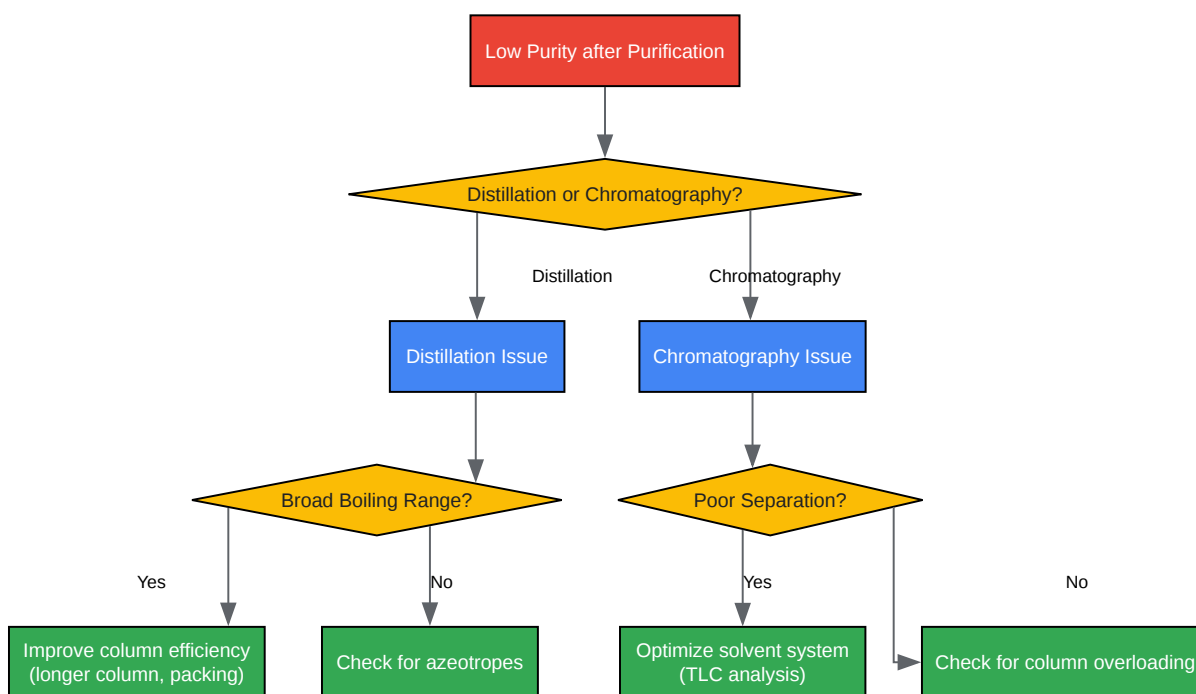 Low Purity after Purification
Distillation or Chromatography?
Distillation
Chromatography
Distillation Issue
Chromatography Issue
Broad Boiling Range?
Poor Separation?
Yes
No
Yes
No
Improve column efficiency
(longer column, packing)
Check for azeotropes
Optimize solvent system
(TLC analysis)
Check for column overloading